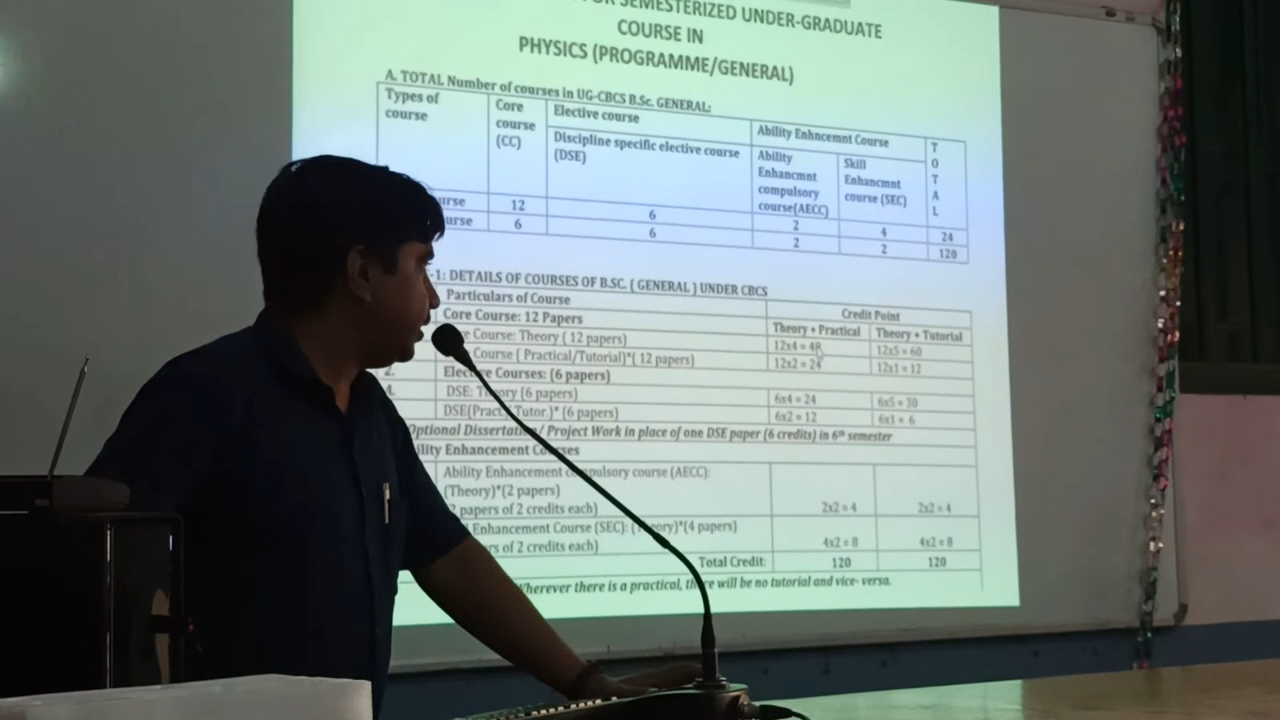 FOR SEMESTERIZED UNDER-GRADUATE
COURSE IN
PHYSICS (PROGRAMME/GENERAL)
A. TOTAL Number of courses in UG-CBCS B.Sc. GENERAL:
Types of course Core course (CC) Elective course Ability Enhncemnt Course TOTAL
Discipline specific elective course (DSE) Ability Enhancmnt compulsory course(AECC) Skill Enhancmnt course (SEC)
12 6 2 4 24
6 6 2 2 120
-1: DETAILS OF COURSES OF B.SC. ( GENERAL ) UNDER CBCS
Particulars of Course Credit Point
Core Course: 12 Papers Theory + Practical Theory + Tutorial
Course: Theory ( 12 papers) 12x4 = 48 12x5 = 60
Course ( Practical/Tutorial)*( 12 papers) 12x2 = 24 12x1 = 12
2. Elective Courses: (6 papers)
DSE: Theory (6 papers) 6x4 = 24 6x5 = 30
DSE(Pract./ Tutor.)* (6 papers) 6x2 = 12 6x1 = 6
Optional Dissertation/ Project Work in place of one DSE paper (6 credits) in 6th semester
Ability Enhancement Courses
Ability Enhancement compulsory course (AECC):
(Theory)*(2 papers)
2 papers of 2 credits each) 2x2 = 4 2x2 = 4
Enhancement Course (SEC): (Theory)*(4 papers)
of 2 credits each) 4x2 = 8 4x2 = 8
Total Credit: 120 120
Wherever there is a practical, there will be no tutorial and vice- versa.